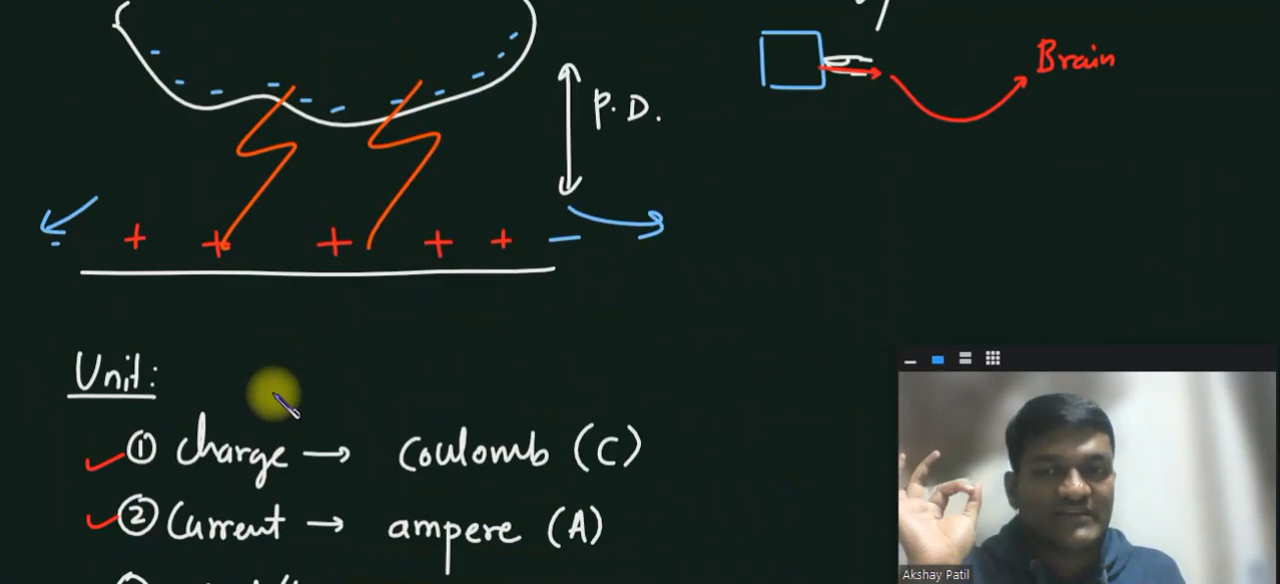 Brain
P.D.
Unit:
① Charge → Coulomb (C)
② Current → ampere (A)
Akshay Patil